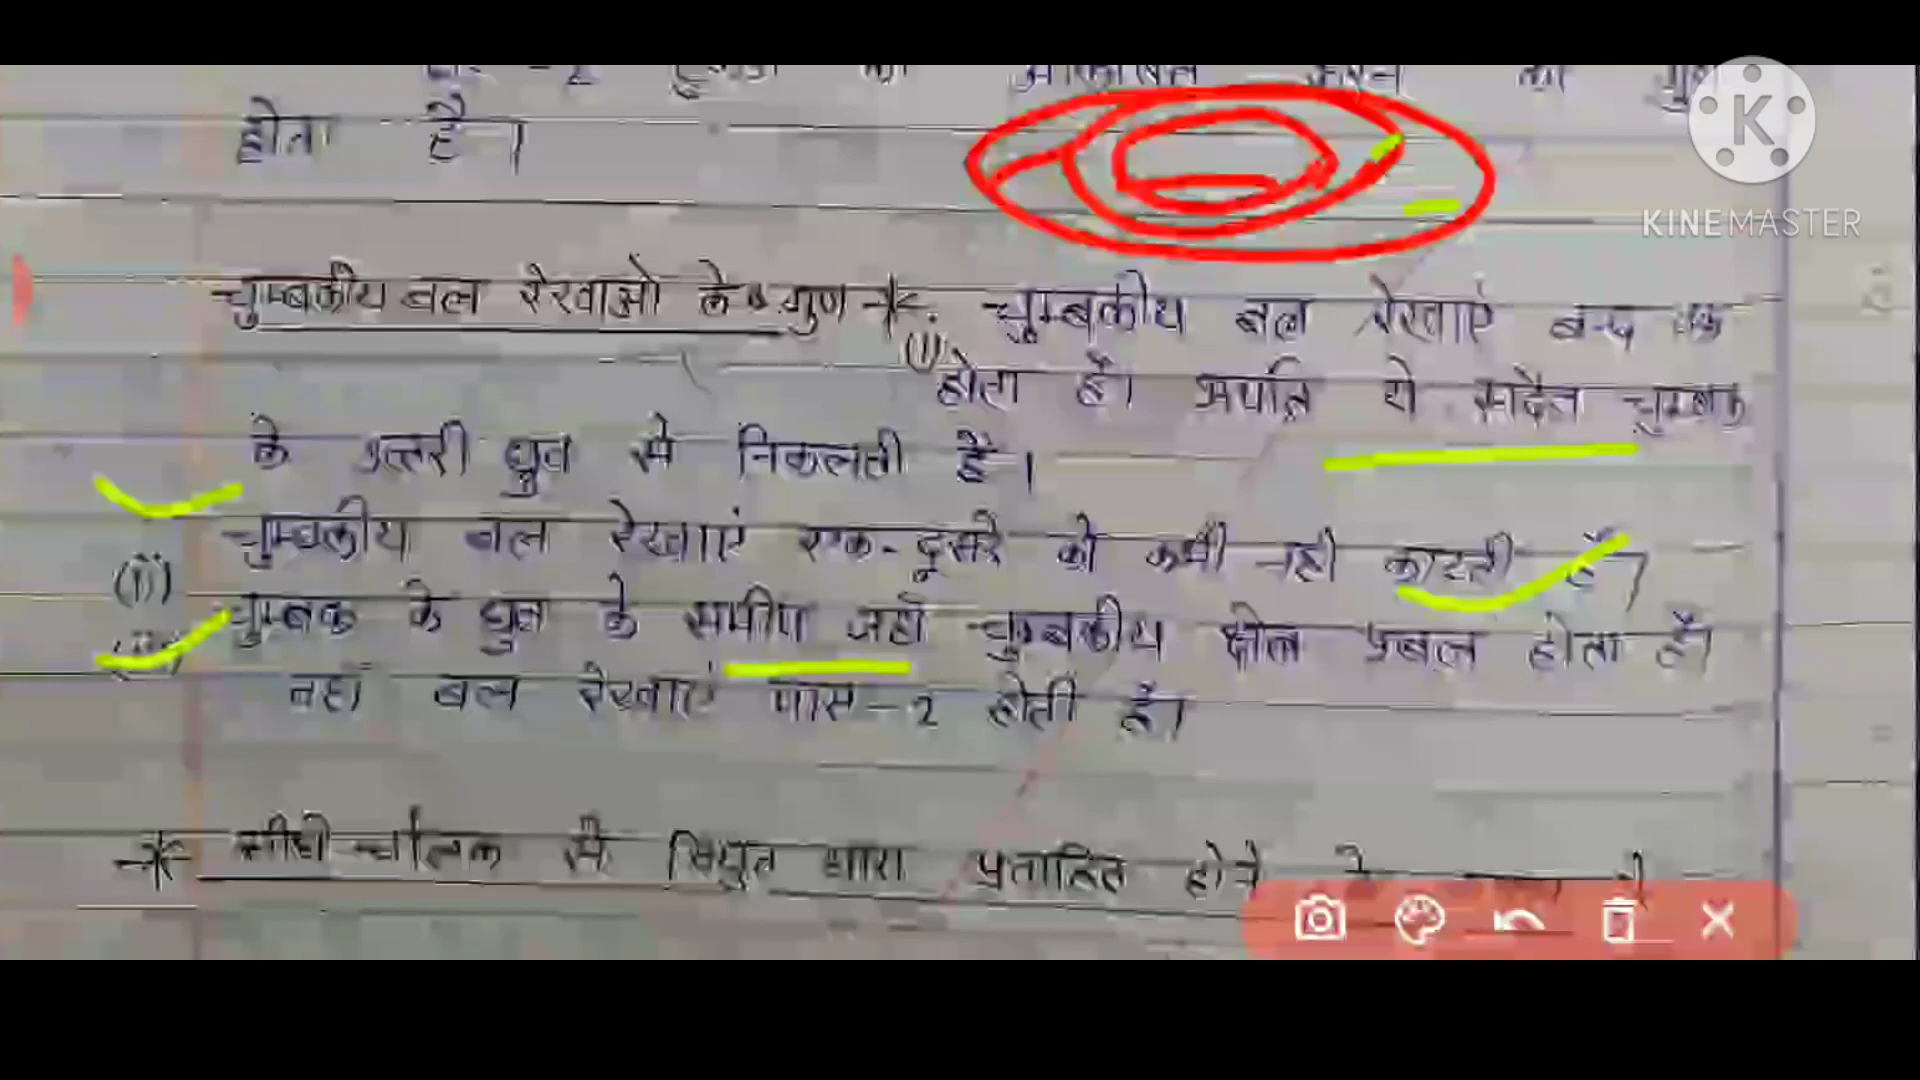 होता है।
K
KINEMASTER
चुम्बकीय बल रेखाओ के गुण चुम्बकीय बल रेखाएं बन्द
(i) होता है। अर्थात ये सदैव चुम्बक
के उत्तरी ध्रुव से निकलती है।
चुम्बकीय बल रेखाएं एक-दूसरे को कभी नही काटती है।
(ii)
चुम्बक के ध्रुव के समीप जहाँ चुम्बकीय क्षेत्र प्रबल होता है।
वहाँ बल रेखाएं पास-2 होती है।
सीधे चालक से विद्युत धारा प्रवाहित होने